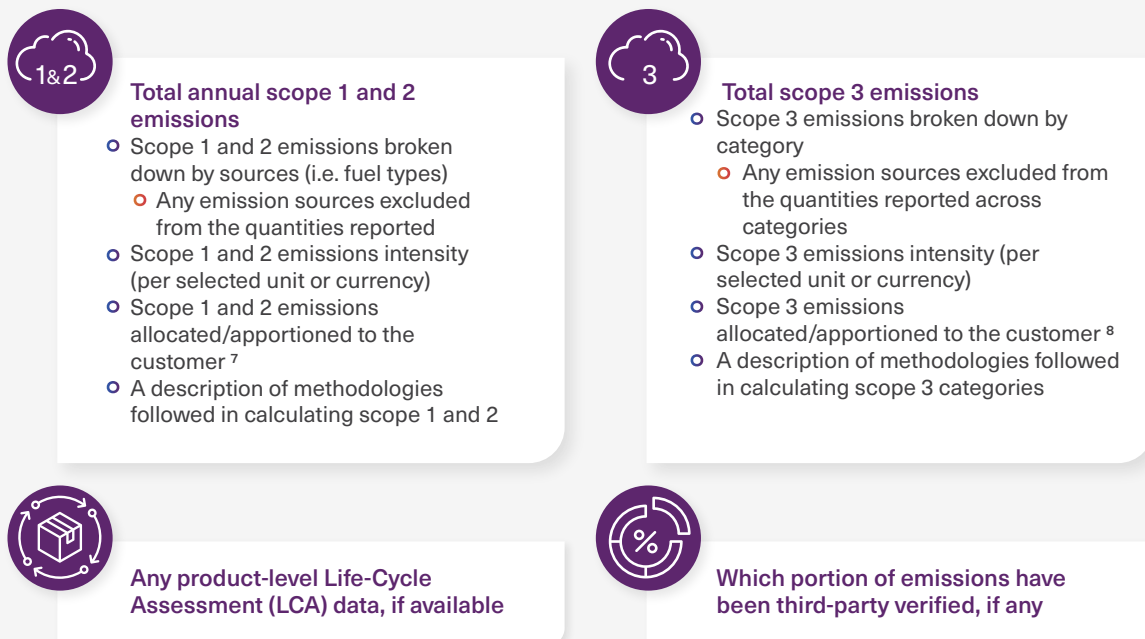 1&2
Total annual scope 1 and 2
emissions
Scope 1 and 2 emissions broken
down by sources (i.e. fuel types)
Any emission sources excluded
from the quantities reported
Scope 1 and 2 emissions intensity
(per selected unit or currency)
Scope 1 and 2 emissions
allocated/apportioned to the
customer ⁷
A description of methodologies
followed in calculating scope 1 and 2
3
Total scope 3 emissions
Scope 3 emissions broken down by
category
Any emission sources excluded from
the quantities reported across
categories
Scope 3 emissions intensity (per
selected unit or currency)
Scope 3 emissions
allocated/apportioned to the customer ⁸
A description of methodologies followed
in calculating scope 3 categories
Any product-level Life-Cycle
Assessment (LCA) data, if available
%
Which portion of emissions have
been third-party verified, if any